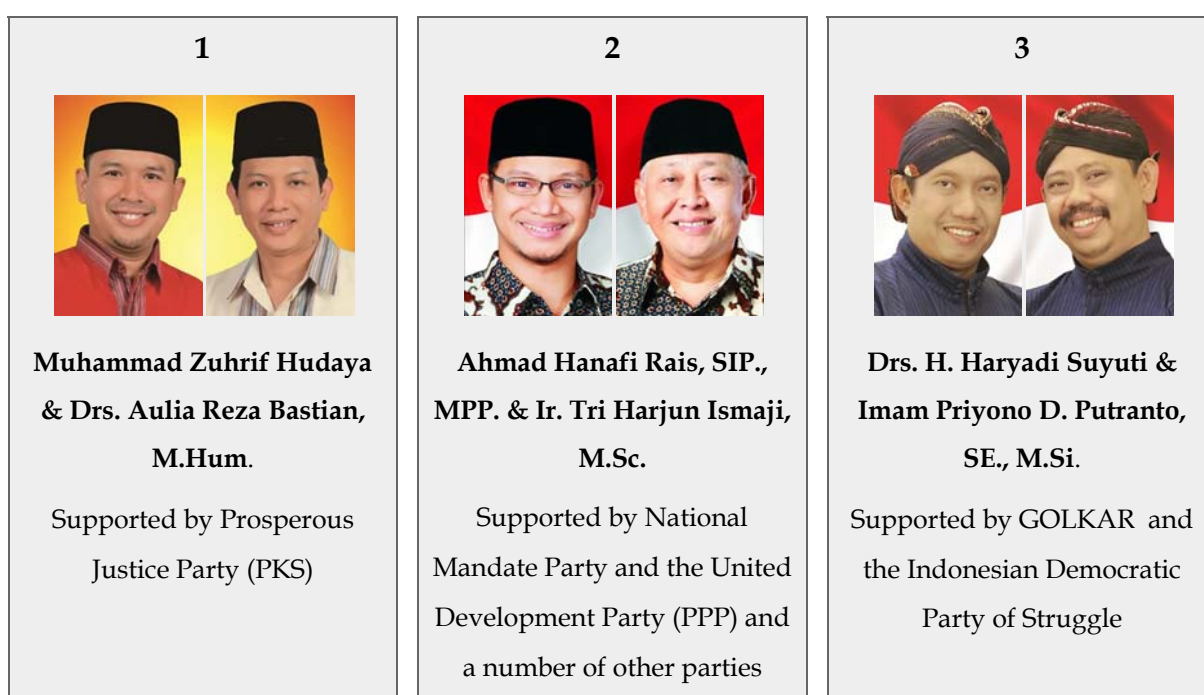 1
Muhammad Zuhrif Hudaya
& Drs. Aulia Reza Bastian,
M.Hum.
Supported by Prosperous
Justice Party (PKS)
2
Ahmad Hanafi Rais, SIP.,
MPP. & Ir. Tri Harjun Ismaji,
M.Sc.
Supported by National
Mandate Party and the United
Development Party (PPP) and
a number of other parties
3
Drs. H. Haryadi Suyuti &
Imam Priyono D. Putranto,
SE., M.Si.
Supported by GOLKAR and
the Indonesian Democratic
Party of Struggle